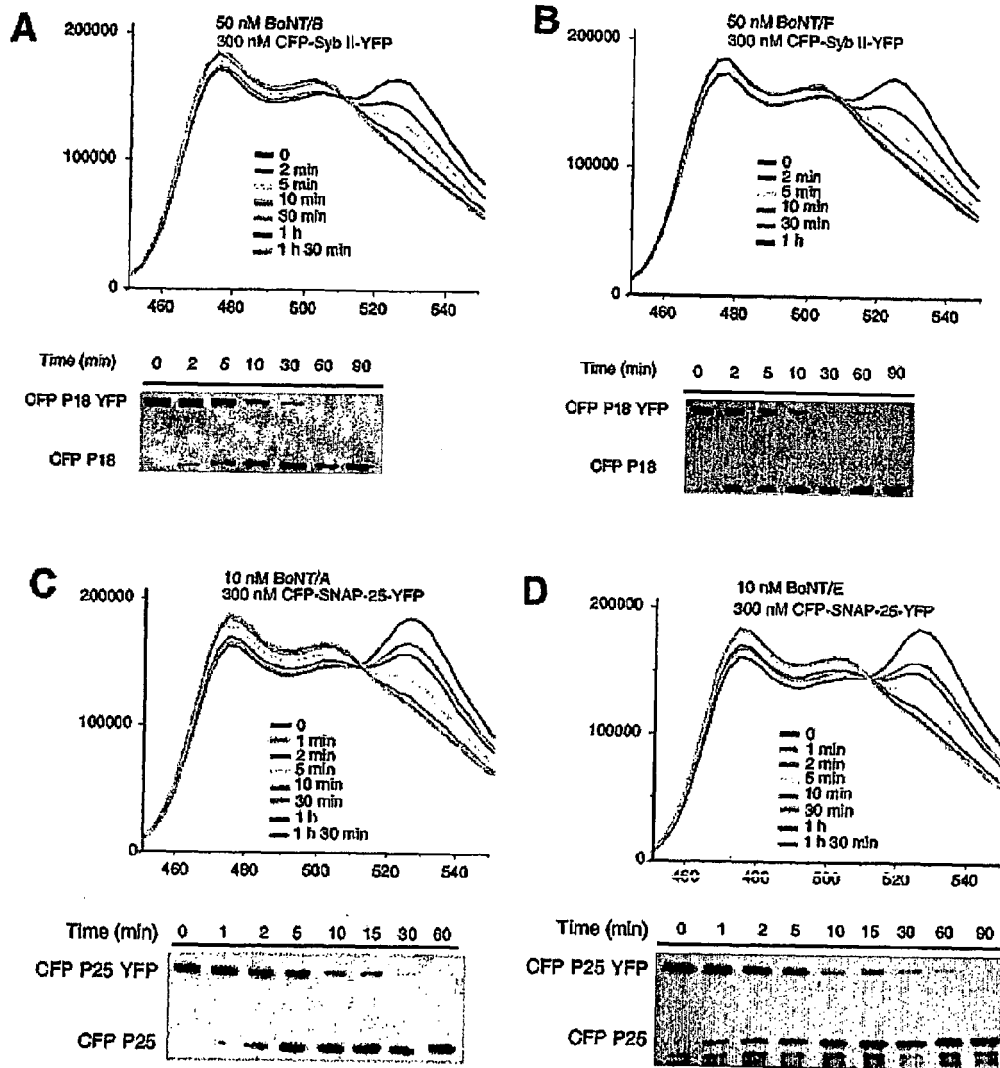 A
50 nM BoNT/B
300 nM CFP-Syb II-YFP
200000
100000
0
0
2 min
5 min
10 min
30 min
1 h
1 h 30 min
460 480 500 520 540
Time (min) 0 2 5 10 30 60 90
CFP P18 YFP
CFP P18
B
50 nM BoNT/F
300 nM CFP-Syb II-YFP
200000
100000
0
0
2 min
5 min
10 min
30 min
1 h
460 480 500 520 540
Time (min) 0 2 5 10 30 60 90
CFP P18 YFP
CFP P18
C
10 nM BoNT/A
300 nM CFP-SNAP-25-YFP
200000
100000
0
0
1 min
2 min
5 min
10 min
30 min
1 h
1 h 30 min
460 480 500 520 540
Time (min) 0 1 2 5 10 15 30 60
CFP P25 YFP
CFP P25
D
10 nM BoNT/E
300 nM CFP-SNAP-25-YFP
200000
100000
0
0
1 min
2 min
5 min
10 min
30 min
1 h
1 h 30 min
460 480 500 520 540
Time (min) 0 1 2 5 10 15 30 60 90
CFP P25 YFP
CFP P25